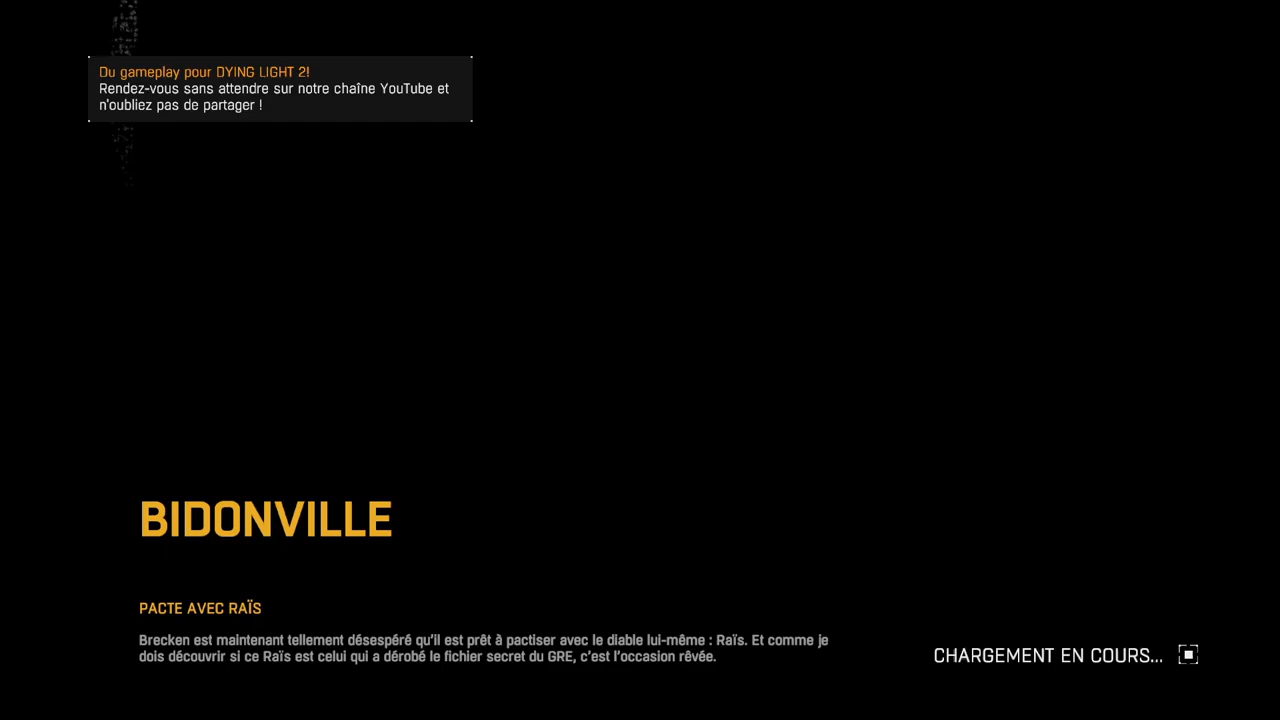 Du gameplay pour DYING LIGHT 2!
Rendez-vous sans attendre sur notre chaîne YouTube et
n'oubliez pas de partager !
BIDONVILLE
PACTE AVEC RAÏS
Brecken est maintenant tellement désespéré qu'il est prêt à pactiser avec le diable lui-même : Raïs. Et comme je
dois découvrir si ce Raïs est celui qui a dérobé le fichier secret du GRE, c'est l'occasion rêvée.
CHARGEMENT EN COURS...